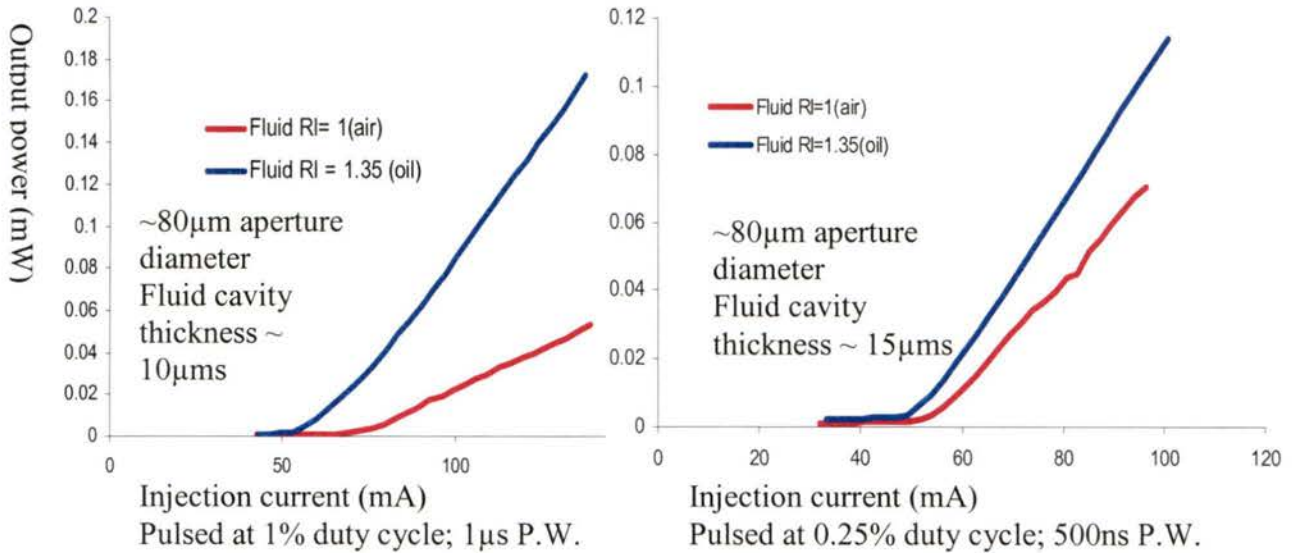 Output power (mW)
0.2
0.18
0.16
0.14
0.12
0.1
0.08
0.06
0.04
0.02
0
Fluid RI= 1(air)
Fluid RI = 1.35 (oil)
~80µm aperture
diameter
Fluid cavity
thickness ~
10µms
0
50
100
Injection current (mA)
Pulsed at 1% duty cycle; 1µs P.W.
0.12
0.1
0.08
0.06
0.04
0.02
0
Fluid RI=1(air)
Fluid RI=1.35(oil)
~80µm aperture
diameter
Fluid cavity
thickness ~ 15µms
0
20
40
60
80
100
120
Injection current (mA)
Pulsed at 0.25% duty cycle; 500ns P.W.